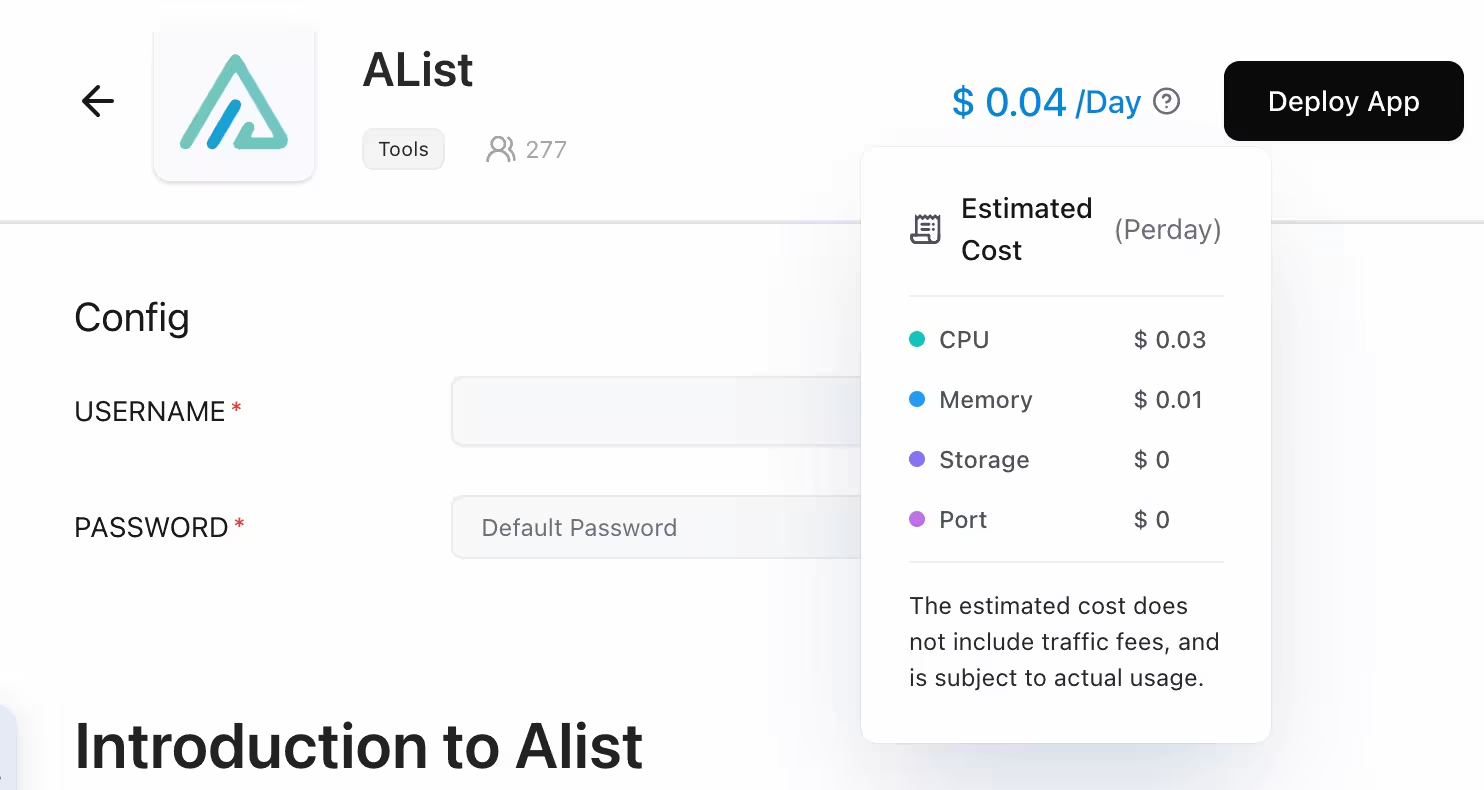 AList
Tools 277
$ 0.04 /Day
Deploy App
Estimated
Cost
(Perday)
CPU $ 0.03
Memory $ 0.01
Storage $ 0
Port $ 0
The estimated cost does
not include traffic fees, and
is subject to actual usage.
Config
USERNAME *
PASSWORD *
Default Password
Introduction to Alist